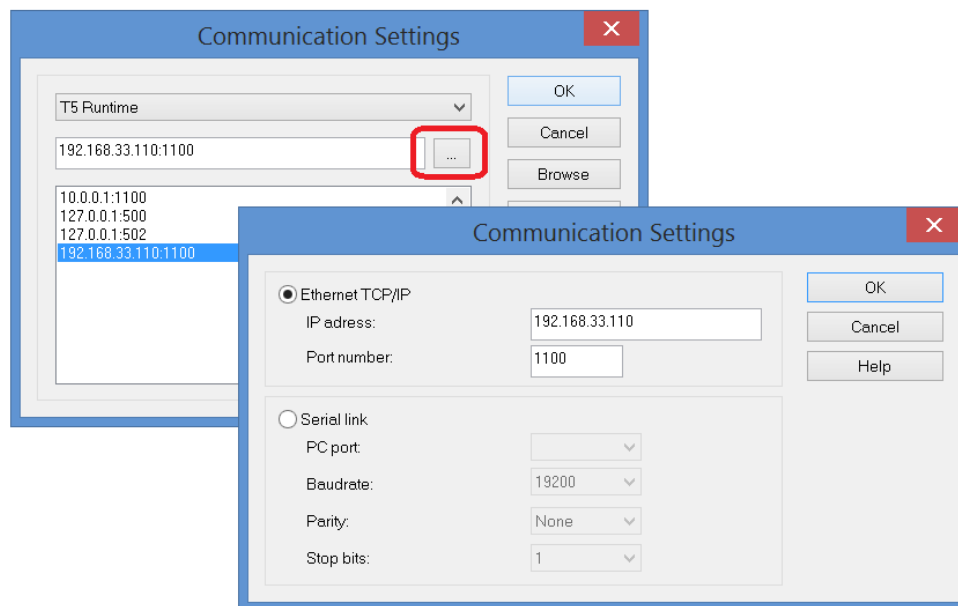 Communication Settings
T5 Runtime
192.168.33.110:1100
...
10.0.0.1:1100
127.0.0.1:500
127.0.0.1:502
192.168.33.110:1100
OK
Cancel
Browse
Communication Settings
Ethernet TCP/IP
IP adress:
192.168.33.110
Port number:
1100
Serial link
PC port:
Baudrate:
19200
Parity:
None
Stop bits:
1
OK
Cancel
Help